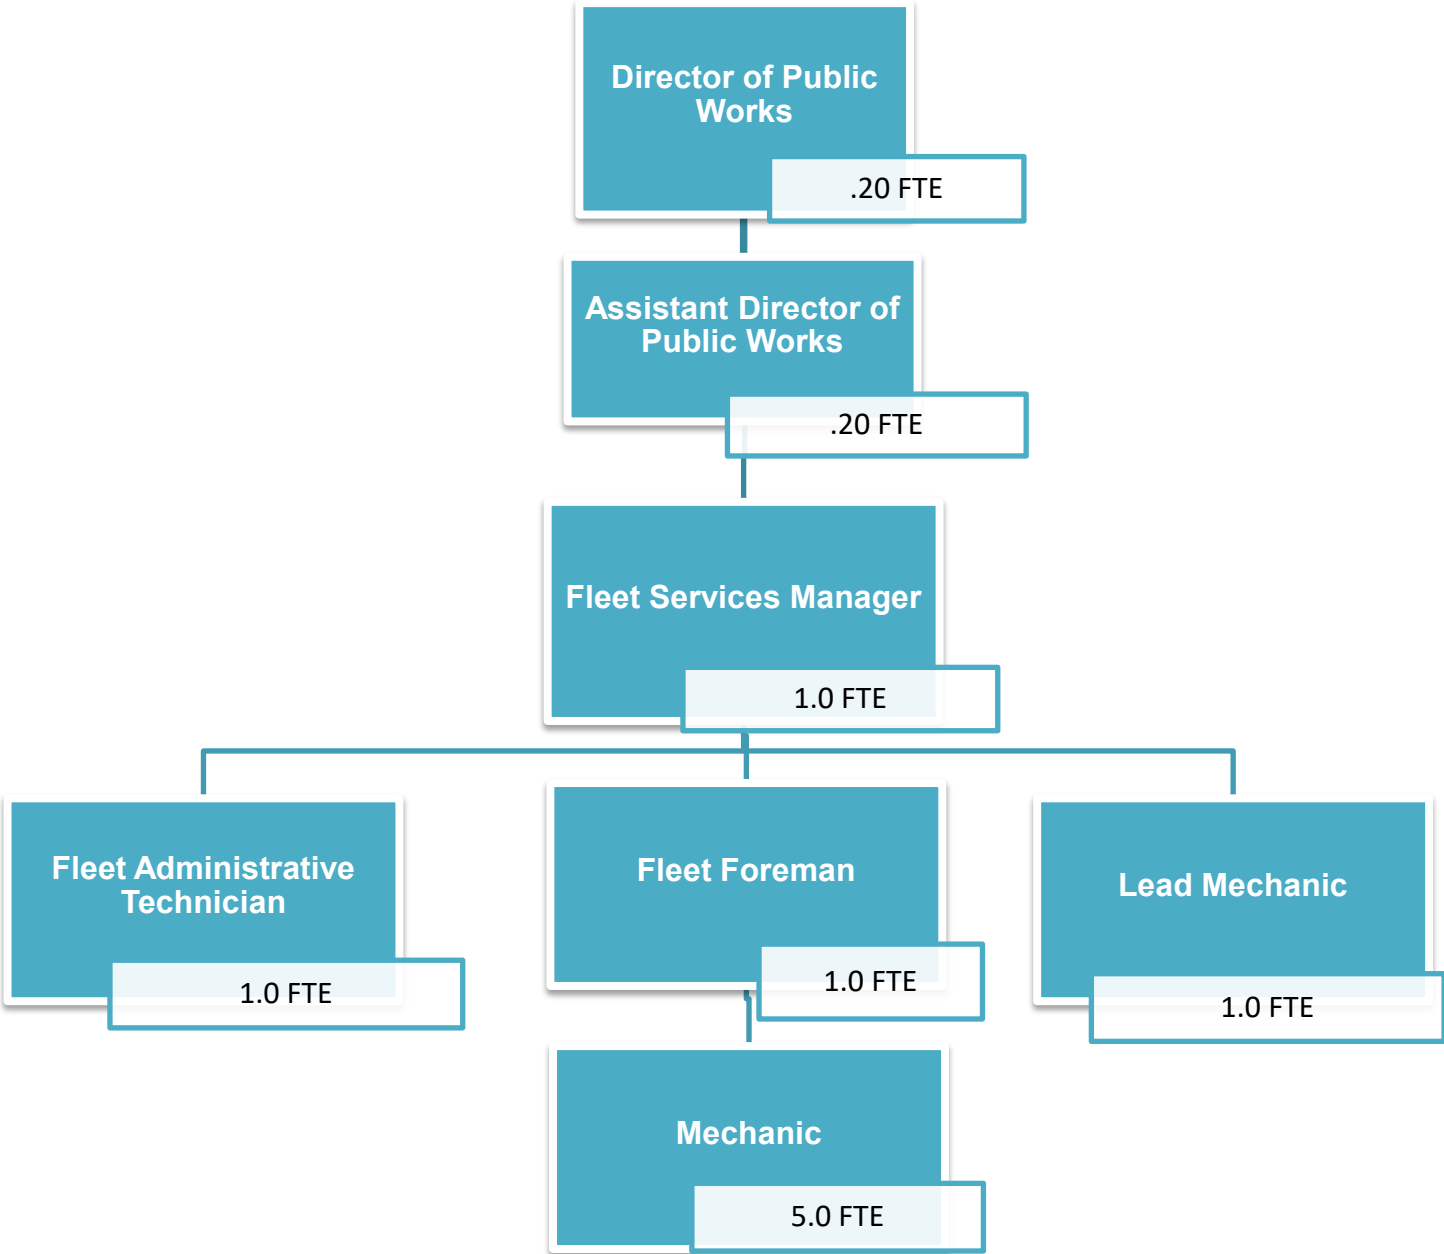 Director of Public
Works
.20 FTE
Assistant Director of
Public Works
.20 FTE
Fleet Services Manager
1.0 FTE
Fleet Administrative
Technician
1.0 FTE
Fleet Foreman
1.0 FTE
Lead Mechanic
1.0 FTE
Mechanic
5.0 FTE